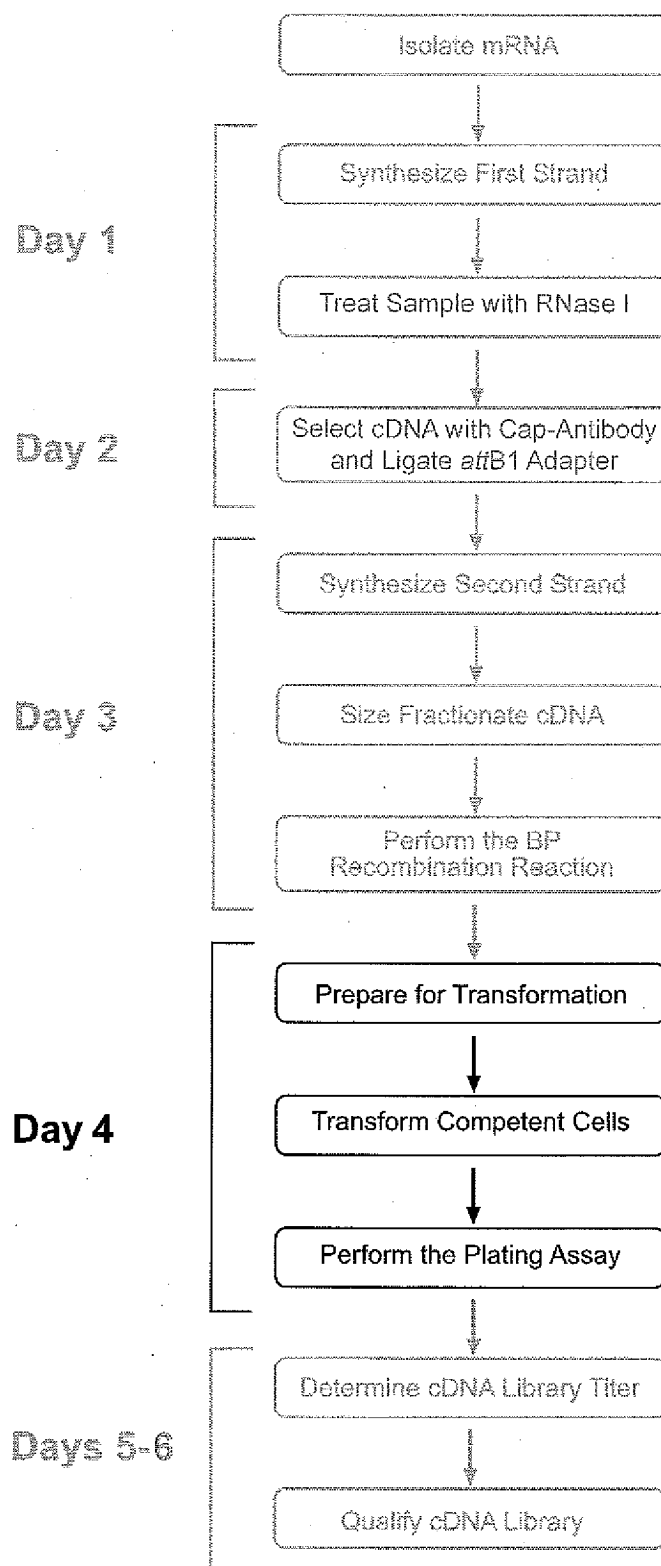 Isolate mRNA
Day 1
Synthesize First Strand
Treat Sample with RNase I
Day 2
Select cDNA with Cap-Antibody
and Ligate attB1 Adapter
Day 3
Synthesize Second Strand
Size Fractionate cDNA
Perform the BP
Recombination Reaction
Day 4
Prepare for Transformation
Transform Competent Cells
Perform the Plating Assay
Days 5-6
Determine cDNA Library Titer
Qualify cDNA Library